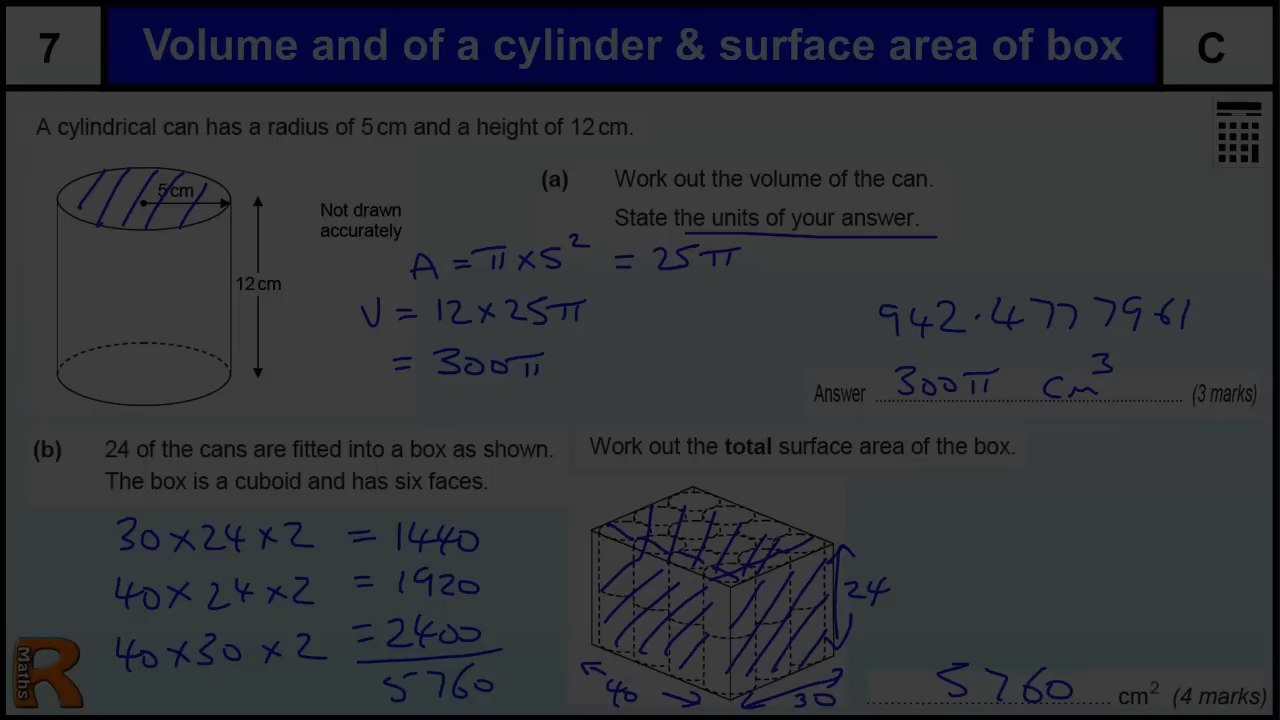 7
Volume and of a cylinder & surface area of box
C
A cylindrical can has a radius of 5 cm and a height of 12 cm.
5 cm
12 cm
Not drawn
accurately
(a) Work out the volume of the can.
State the units of your answer.
A = π × 5² = 25π
V = 12 × 25π
= 300π
942.4777961
Answer 300π cm³ (3 marks)
(b) 24 of the cans are fitted into a box as shown.
The box is a cuboid and has six faces.
Work out the total surface area of the box.
30 × 24 × 2 = 1440
40 × 24 × 2 = 1920
40 × 30 × 2 = 2400
5760
24
40
30
5760 cm² (4 marks)
R
Maths